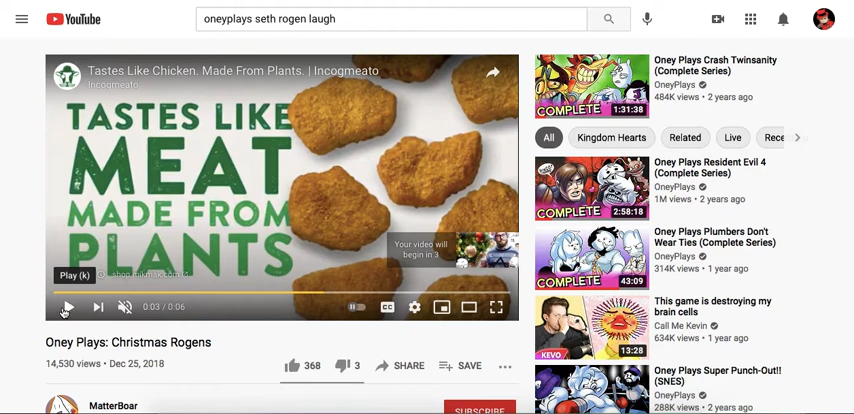 YouTube
oneyplays seth rogen laugh
Tastes Like Chicken. Made From Plants. | Incogmeato
Incogmeato
TASTES LIKE
MEAT
MADE FROM
PLANTS
Your video will
begin in 3
Play (k)
shop.mikmak.com
0:03 / 0:06
CC
Oney Plays: Christmas Rogens
14,530 views • Dec 25, 2018
368
3
SHARE
SAVE
MatterBoar
SUBSCRIBE
COMPLETE
1:31:38
Oney Plays Crash Twinsanity
(Complete Series)
OneyPlays
484K views • 2 years ago
All
Kingdom Hearts
Related
Live
Rece
COMPLETE
2:58:18
Oney Plays Resident Evil 4
(Complete Series)
OneyPlays
1M views • 2 years ago
COMPLETE
43:09
Oney Plays Plumbers Don't
Wear Ties (Complete Series)
OneyPlays
314K views • 1 year ago
KEVO
13:28
This game is destroying my
brain cells
Call Me Kevin
634K views • 1 year ago
COMPLETE
Oney Plays Super Punch-Out!!
(SNES)
OneyPlays
288K views • 2 years ago